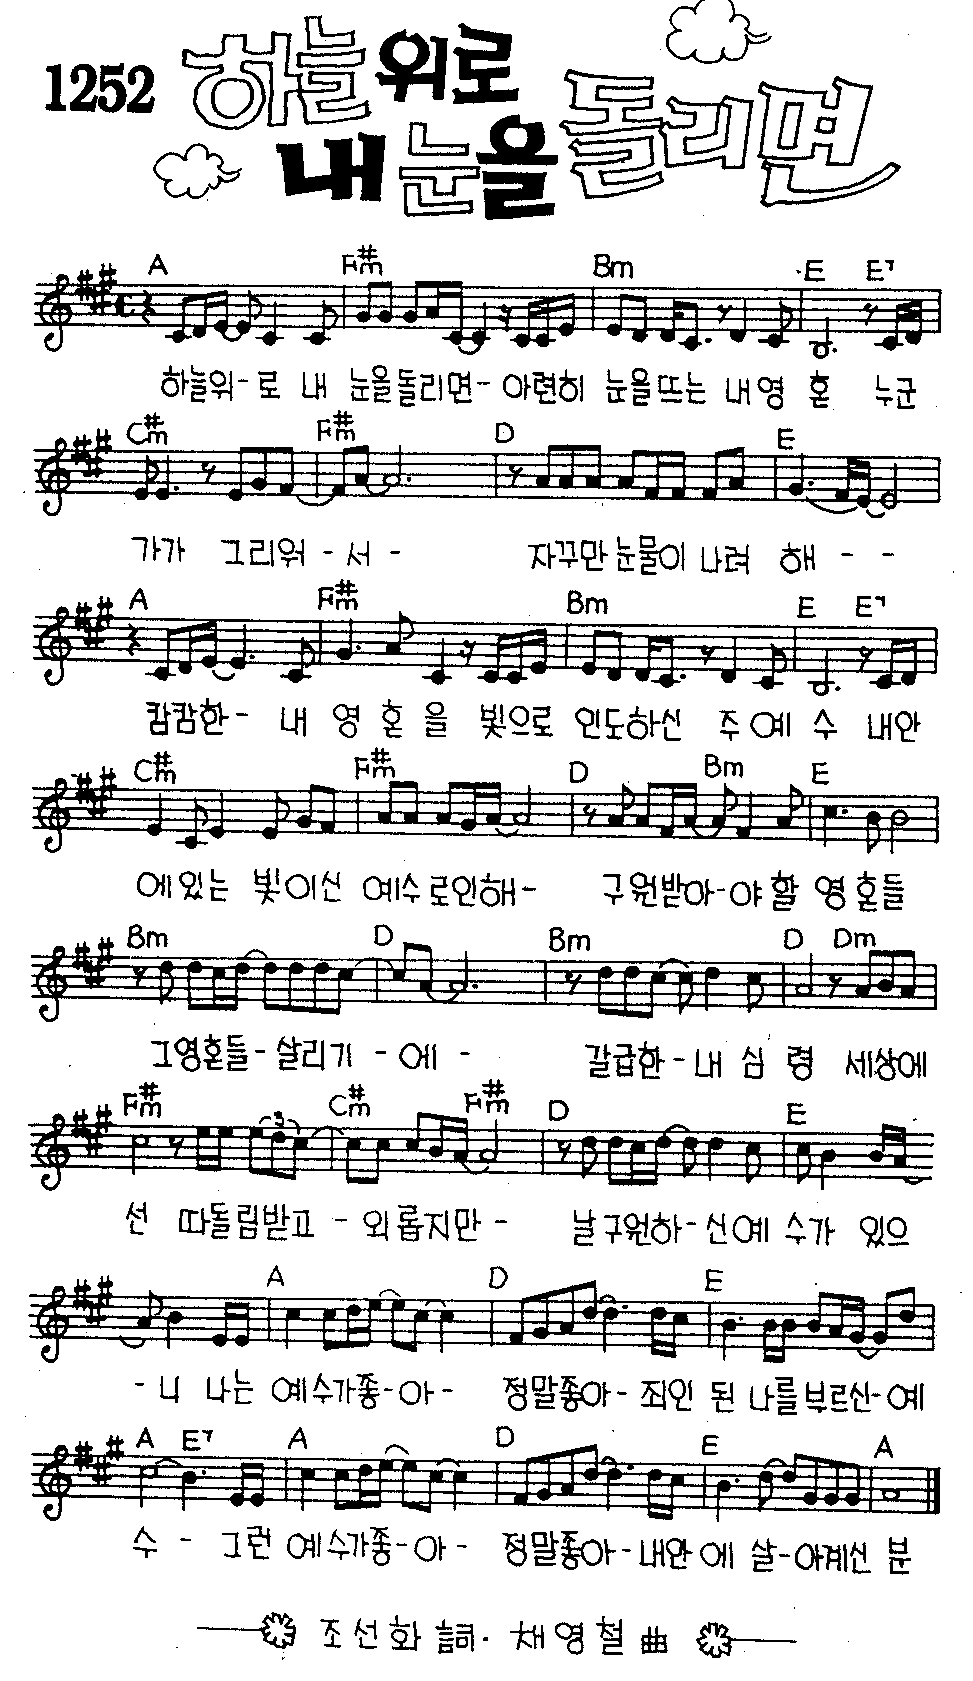 1252 하늘 위로
내 눈을 돌리면
A F#m Bm E E7
하늘위-로 내 눈을돌리면-아련히 눈을뜨는 내영 혼 누군
C#m F#m D E
가가 그리워-서- 자꾸만눈물이 나려 해--
A F#m Bm E E7
캄캄한- 내 영 혼 을 빛으로 인도하신 주예 수 내안
C#m F#m D Bm E
에있는 빛이신 예수로인해- 구원받아-야할 영혼들
Bm D Bm D Dm
그영혼들-살리기-에- 갈급한-내 심 령 세상에
F#m C#m F#m D E
3
선 따돌림받고-외롭지만- 날구원하-신예 수가 있으
A D E
-니 나는 예수가좋-아- 정말좋아-죄인 된 나를부르신-예
A E7 A D E A
수- 그런 예수가좋-아- 정말좋아-내안에 살-아계신 분
조선화 詞· 채영철 曲